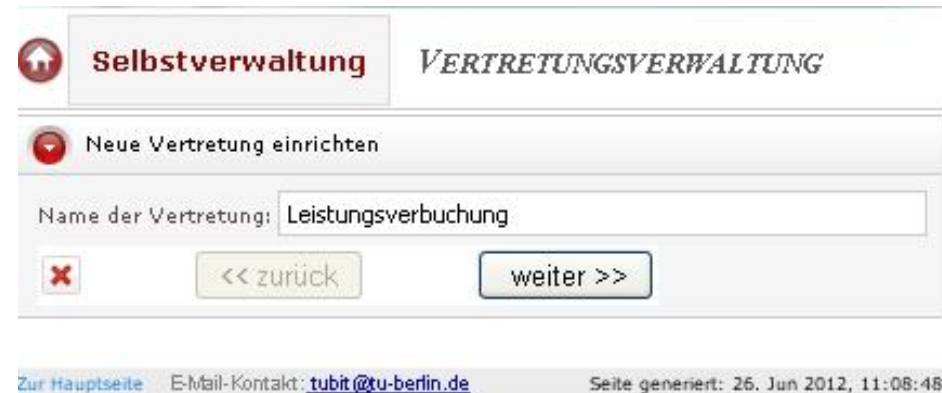 Selbstverwaltung VERTRETUNGSVERWALTUNG
Neue Vertretung einrichten
Name der Vertretung: Leistungsverbuchung
<< zurück weiter >>
Zur Hauptseite E-Mail-Kontakt: tubit@tu-berlin.de Seite generiert: 26. Jun 2012, 11:08:48